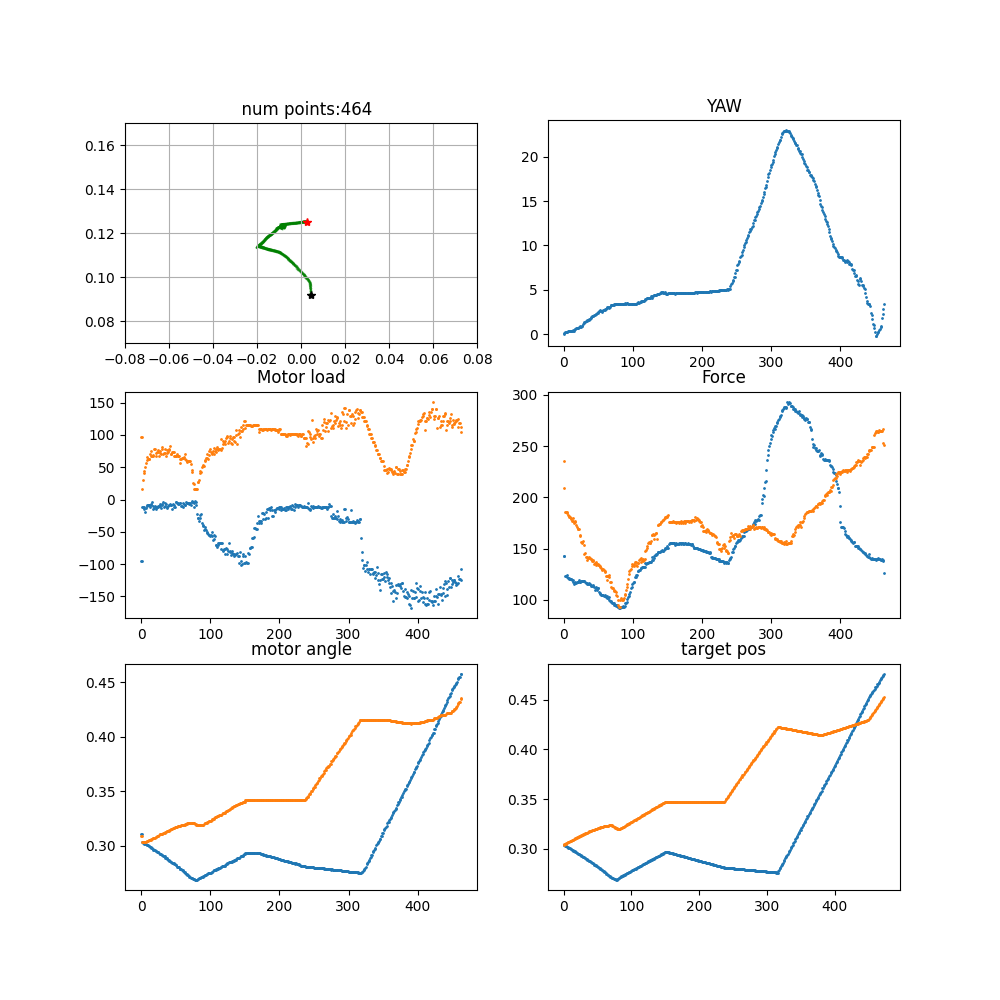 num points:464
YAW
0.16
0.14
0.12
0.10
0.08
−0.08 −0.06 −0.04 −0.02 0.00 0.02 0.04 0.06 0.08
20
15
10
5
0
0 100 200 300 400
Motor load
Force
150
100
50
0
−50
−100
−150
0 100 200 300 400
300
250
200
150
100
0 100 200 300 400
motor angle
target pos
0.45
0.40
0.35
0.30
0 100 200 300 400
0.45
0.40
0.35
0.30
0 100 200 300 400